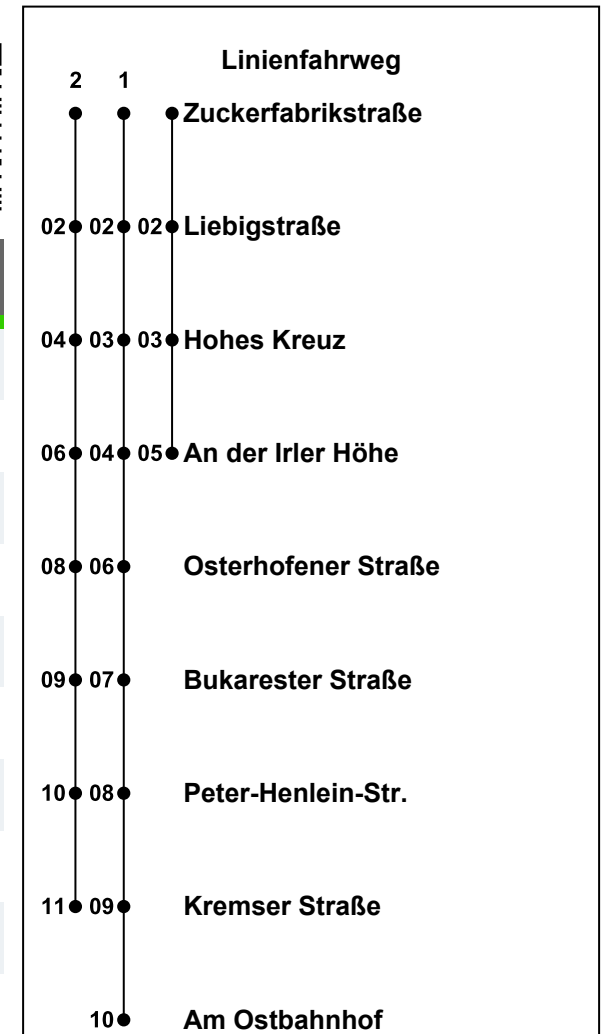 Linienfahrweg
2 1
Zuckerfabrikstraße
02 02 02 Liebigstraße
04 03 03 Hohes Kreuz
06 04 05 An der Irler Höhe
08 06 Osterhofener Straße
09 07 Bukarester Straße
10 08 Peter-Henlein-Str.
11 09 Kremser Straße
10 Am Ostbahnhof